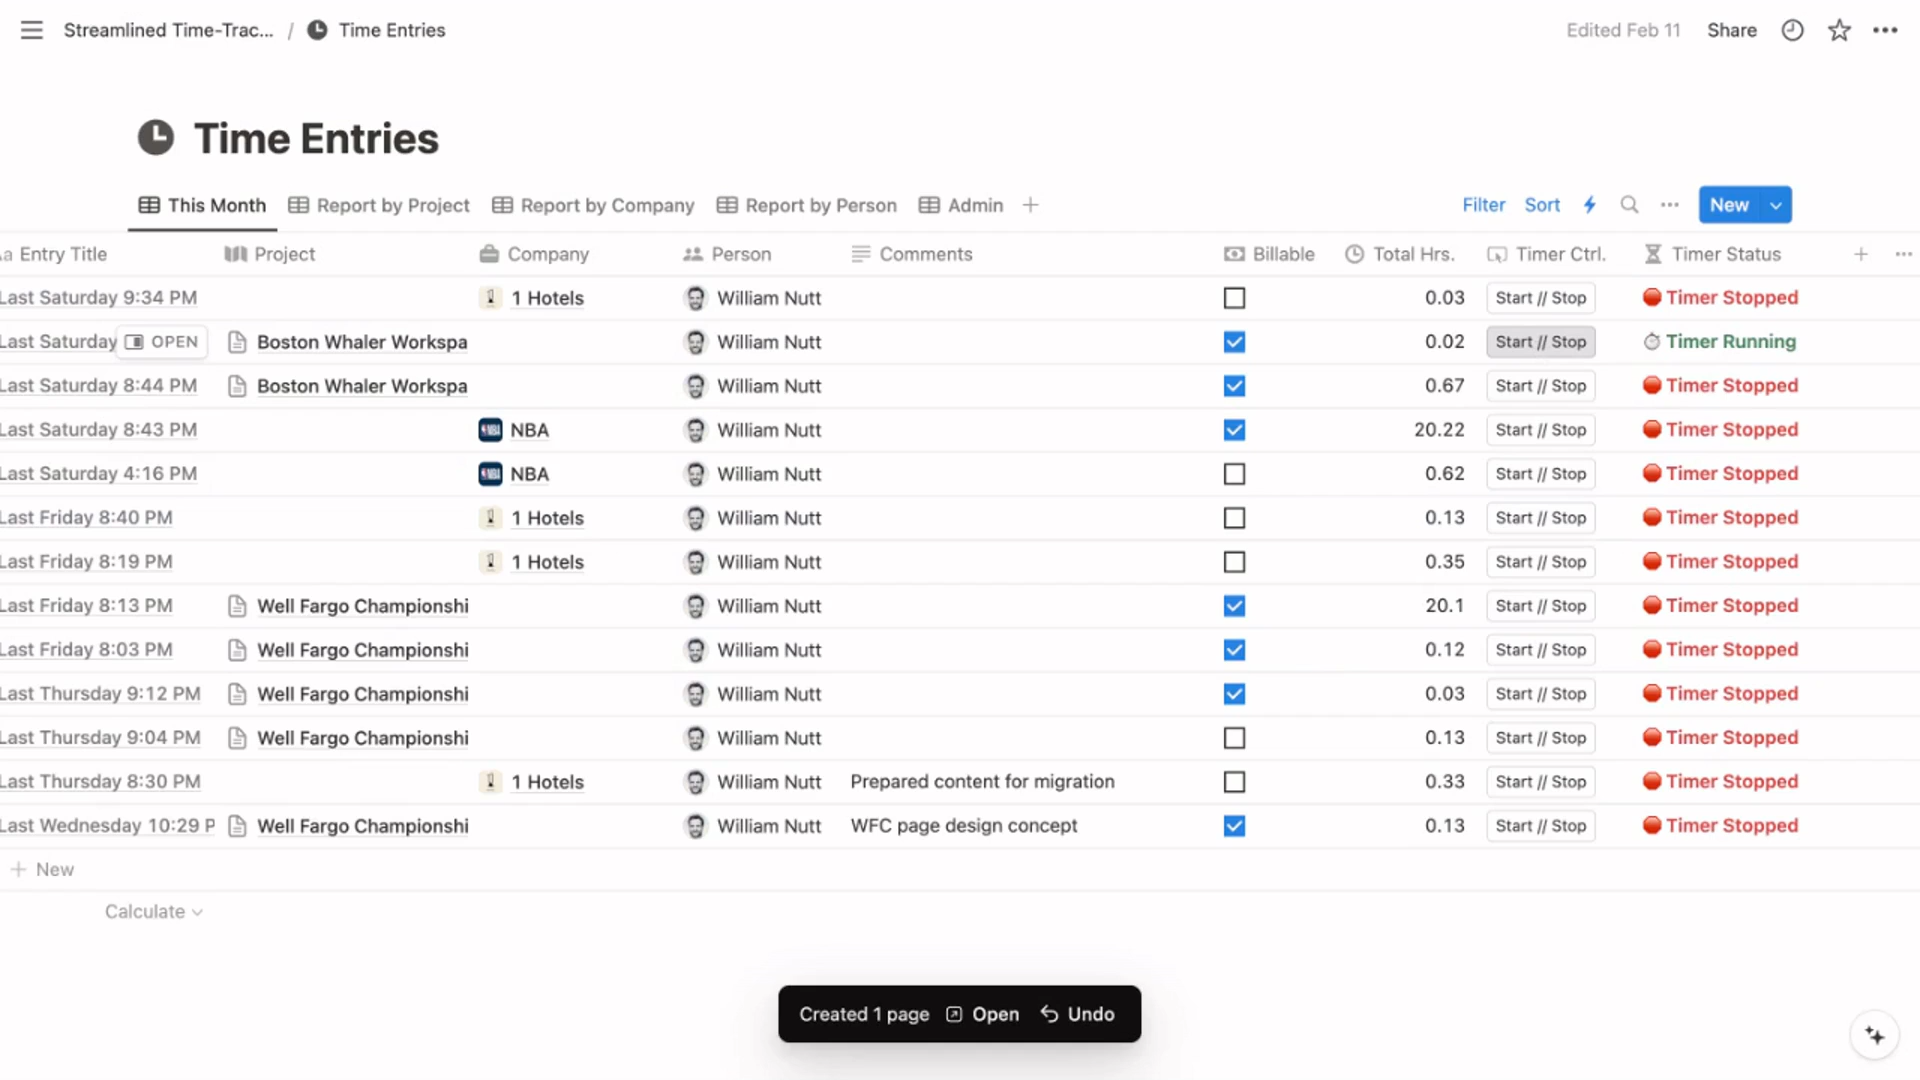 Streamlined Time-Trac... / Time Entries Edited Feb 11 Share
Time Entries
This Month Report by Project Report by Company Report by Person Admin Filter Sort New
Aa Entry Title Project Company Person Comments Billable Total Hrs. Timer Ctrl. Timer Status
Last Saturday 9:34 PM 1 Hotels William Nutt 0.03 Start // Stop Timer Stopped
Last Saturday OPEN Boston Whaler Workspa William Nutt 0.02 Start // Stop Timer Running
Last Saturday 8:44 PM Boston Whaler Workspa William Nutt 0.67 Start // Stop Timer Stopped
Last Saturday 8:43 PM NBA William Nutt 20.22 Start // Stop Timer Stopped
Last Saturday 4:16 PM NBA William Nutt 0.62 Start // Stop Timer Stopped
Last Friday 8:40 PM 1 Hotels William Nutt 0.13 Start // Stop Timer Stopped
Last Friday 8:19 PM 1 Hotels William Nutt 0.35 Start // Stop Timer Stopped
Last Friday 8:13 PM Well Fargo Championshi William Nutt 20.1 Start // Stop Timer Stopped
Last Friday 8:03 PM Well Fargo Championshi William Nutt 0.12 Start // Stop Timer Stopped
Last Thursday 9:12 PM Well Fargo Championshi William Nutt 0.03 Start // Stop Timer Stopped
Last Thursday 9:04 PM Well Fargo Championshi William Nutt 0.13 Start // Stop Timer Stopped
Last Thursday 8:30 PM 1 Hotels William Nutt Prepared content for migration 0.33 Start // Stop Timer Stopped
Last Wednesday 10:29 P Well Fargo Championshi William Nutt WFC page design concept 0.13 Start // Stop Timer Stopped
New
Calculate
Created 1 page Open Undo